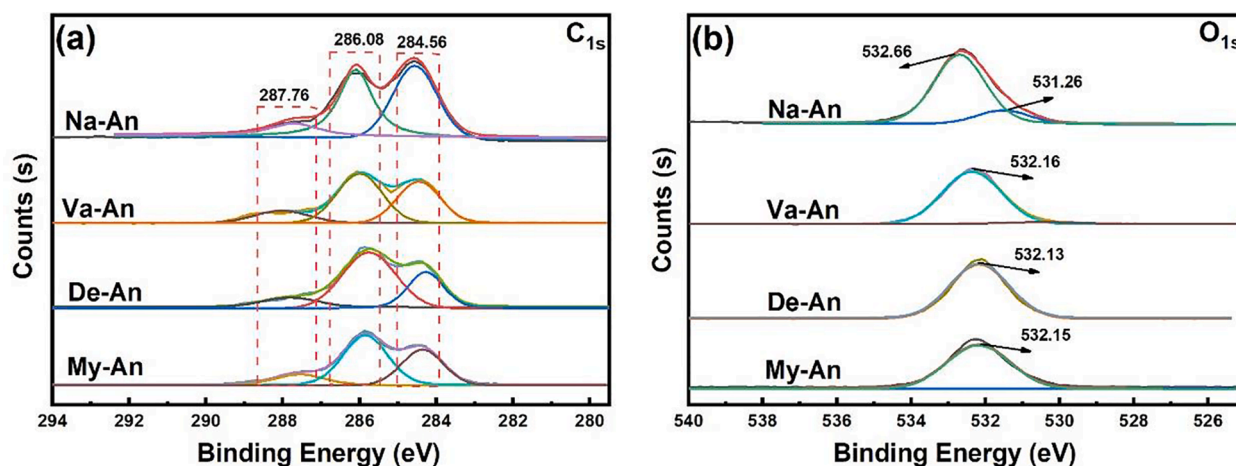 (a)
C1s
287.76
286.08
284.56
Na-An
Va-An
De-An
My-An
Counts (s)
294 292 290 288 286 284 282 280
Binding Energy (eV)
(b)
O1s
532.66
531.26
Na-An
532.16
Va-An
532.13
De-An
532.15
My-An
Counts (s)
540 538 536 534 532 530 528 526
Binding Energy (eV)